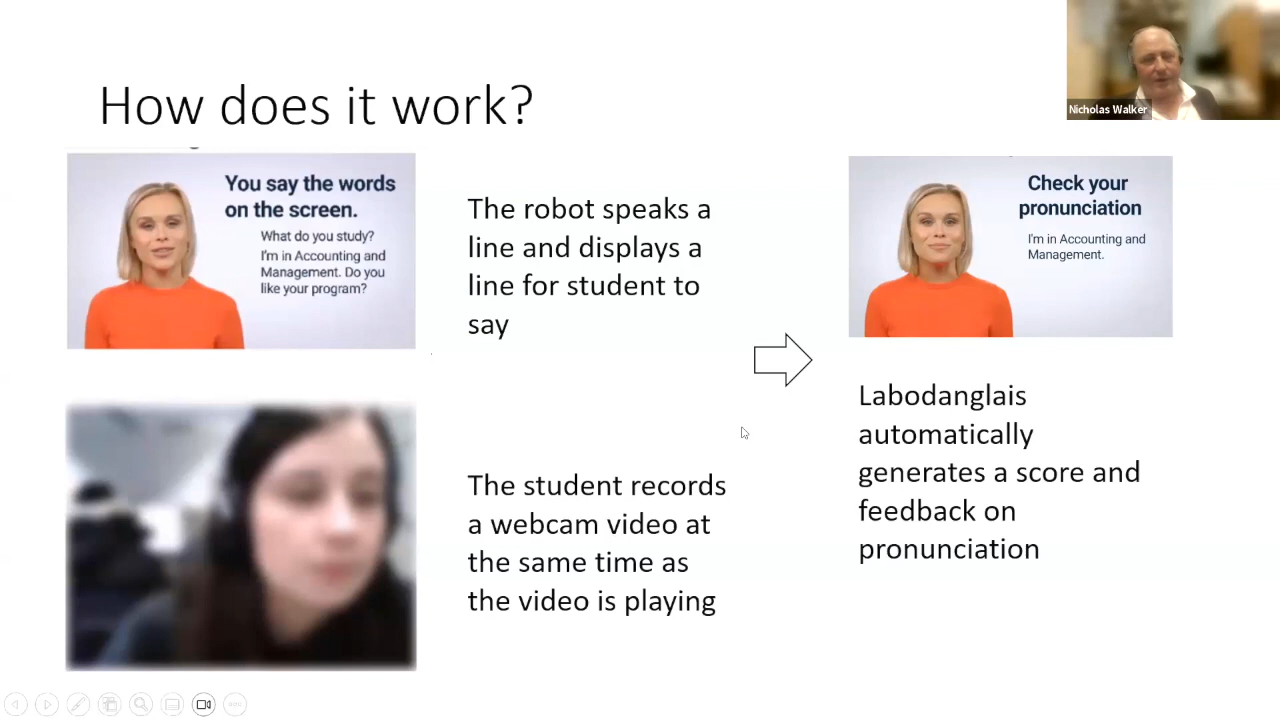 How does it work?
Nicholas Walker
You say the words
on the screen.
What do you study?
I'm in Accounting and
Management. Do you
like your program?
The robot speaks a
line and displays a
line for student to
say
Check your
pronunciation
I'm in Accounting and
Management.
The student records
a webcam video at
the same time as
the video is playing
Labodanglais
automatically
generates a score and
feedback on
pronunciation